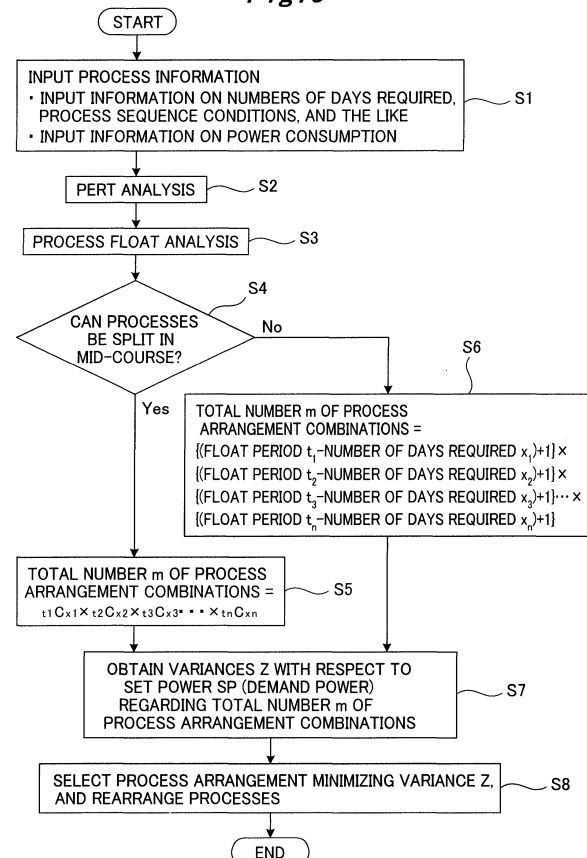 START
INPUT PROCESS INFORMATION
・INPUT INFORMATION ON NUMBERS OF DAYS REQUIRED,
PROCESS SEQUENCE CONDITIONS, AND THE LIKE
・INPUT INFORMATION ON POWER CONSUMPTION
S1
PERT ANALYSIS
S2
PROCESS FLOAT ANALYSIS
S3
S4
CAN PROCESSES
BE SPLIT IN
MID-COURSE?
No
Yes
S6
TOTAL NUMBER m OF PROCESS
ARRANGEMENT COMBINATIONS =
{(FLOAT PERIOD t₁-NUMBER OF DAYS REQUIRED x₁)+1}×
{(FLOAT PERIOD t₂-NUMBER OF DAYS REQUIRED x₂)+1}×
{(FLOAT PERIOD t₃-NUMBER OF DAYS REQUIRED x₃)+1}⋯×
{(FLOAT PERIOD tₙ-NUMBER OF DAYS REQUIRED xₙ)+1}
TOTAL NUMBER m OF PROCESS
ARRANGEMENT COMBINATIONS =
t1Cx1×t2Cx2×t3Cx3・・・×tnCxn
S5
OBTAIN VARIANCES Z WITH RESPECT TO
SET POWER SP (DEMAND POWER)
REGARDING TOTAL NUMBER m OF
PROCESS ARRANGEMENT COMBINATIONS
S7
SELECT PROCESS ARRANGEMENT MINIMIZING VARIANCE Z,
AND REARRANGE PROCESSES
S8
END